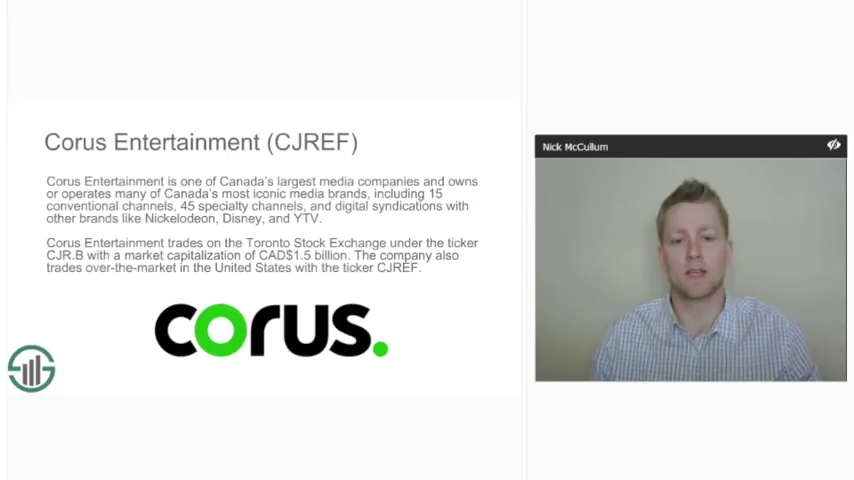 Corus Entertainment (CJREF)
Corus Entertainment is one of Canada's largest media companies and owns
or operates many of Canada's most iconic media brands, including 15
conventional channels, 45 specialty channels, and digital syndications with
other brands like Nickelodeon, Disney, and YTV.
Corus Entertainment trades on the Toronto Stock Exchange under the ticker
CJR.B with a market capitalization of CAD$1.5 billion. The company also
trades over-the-market in the United States with the ticker CJREF.
corus.
Nick McCullum